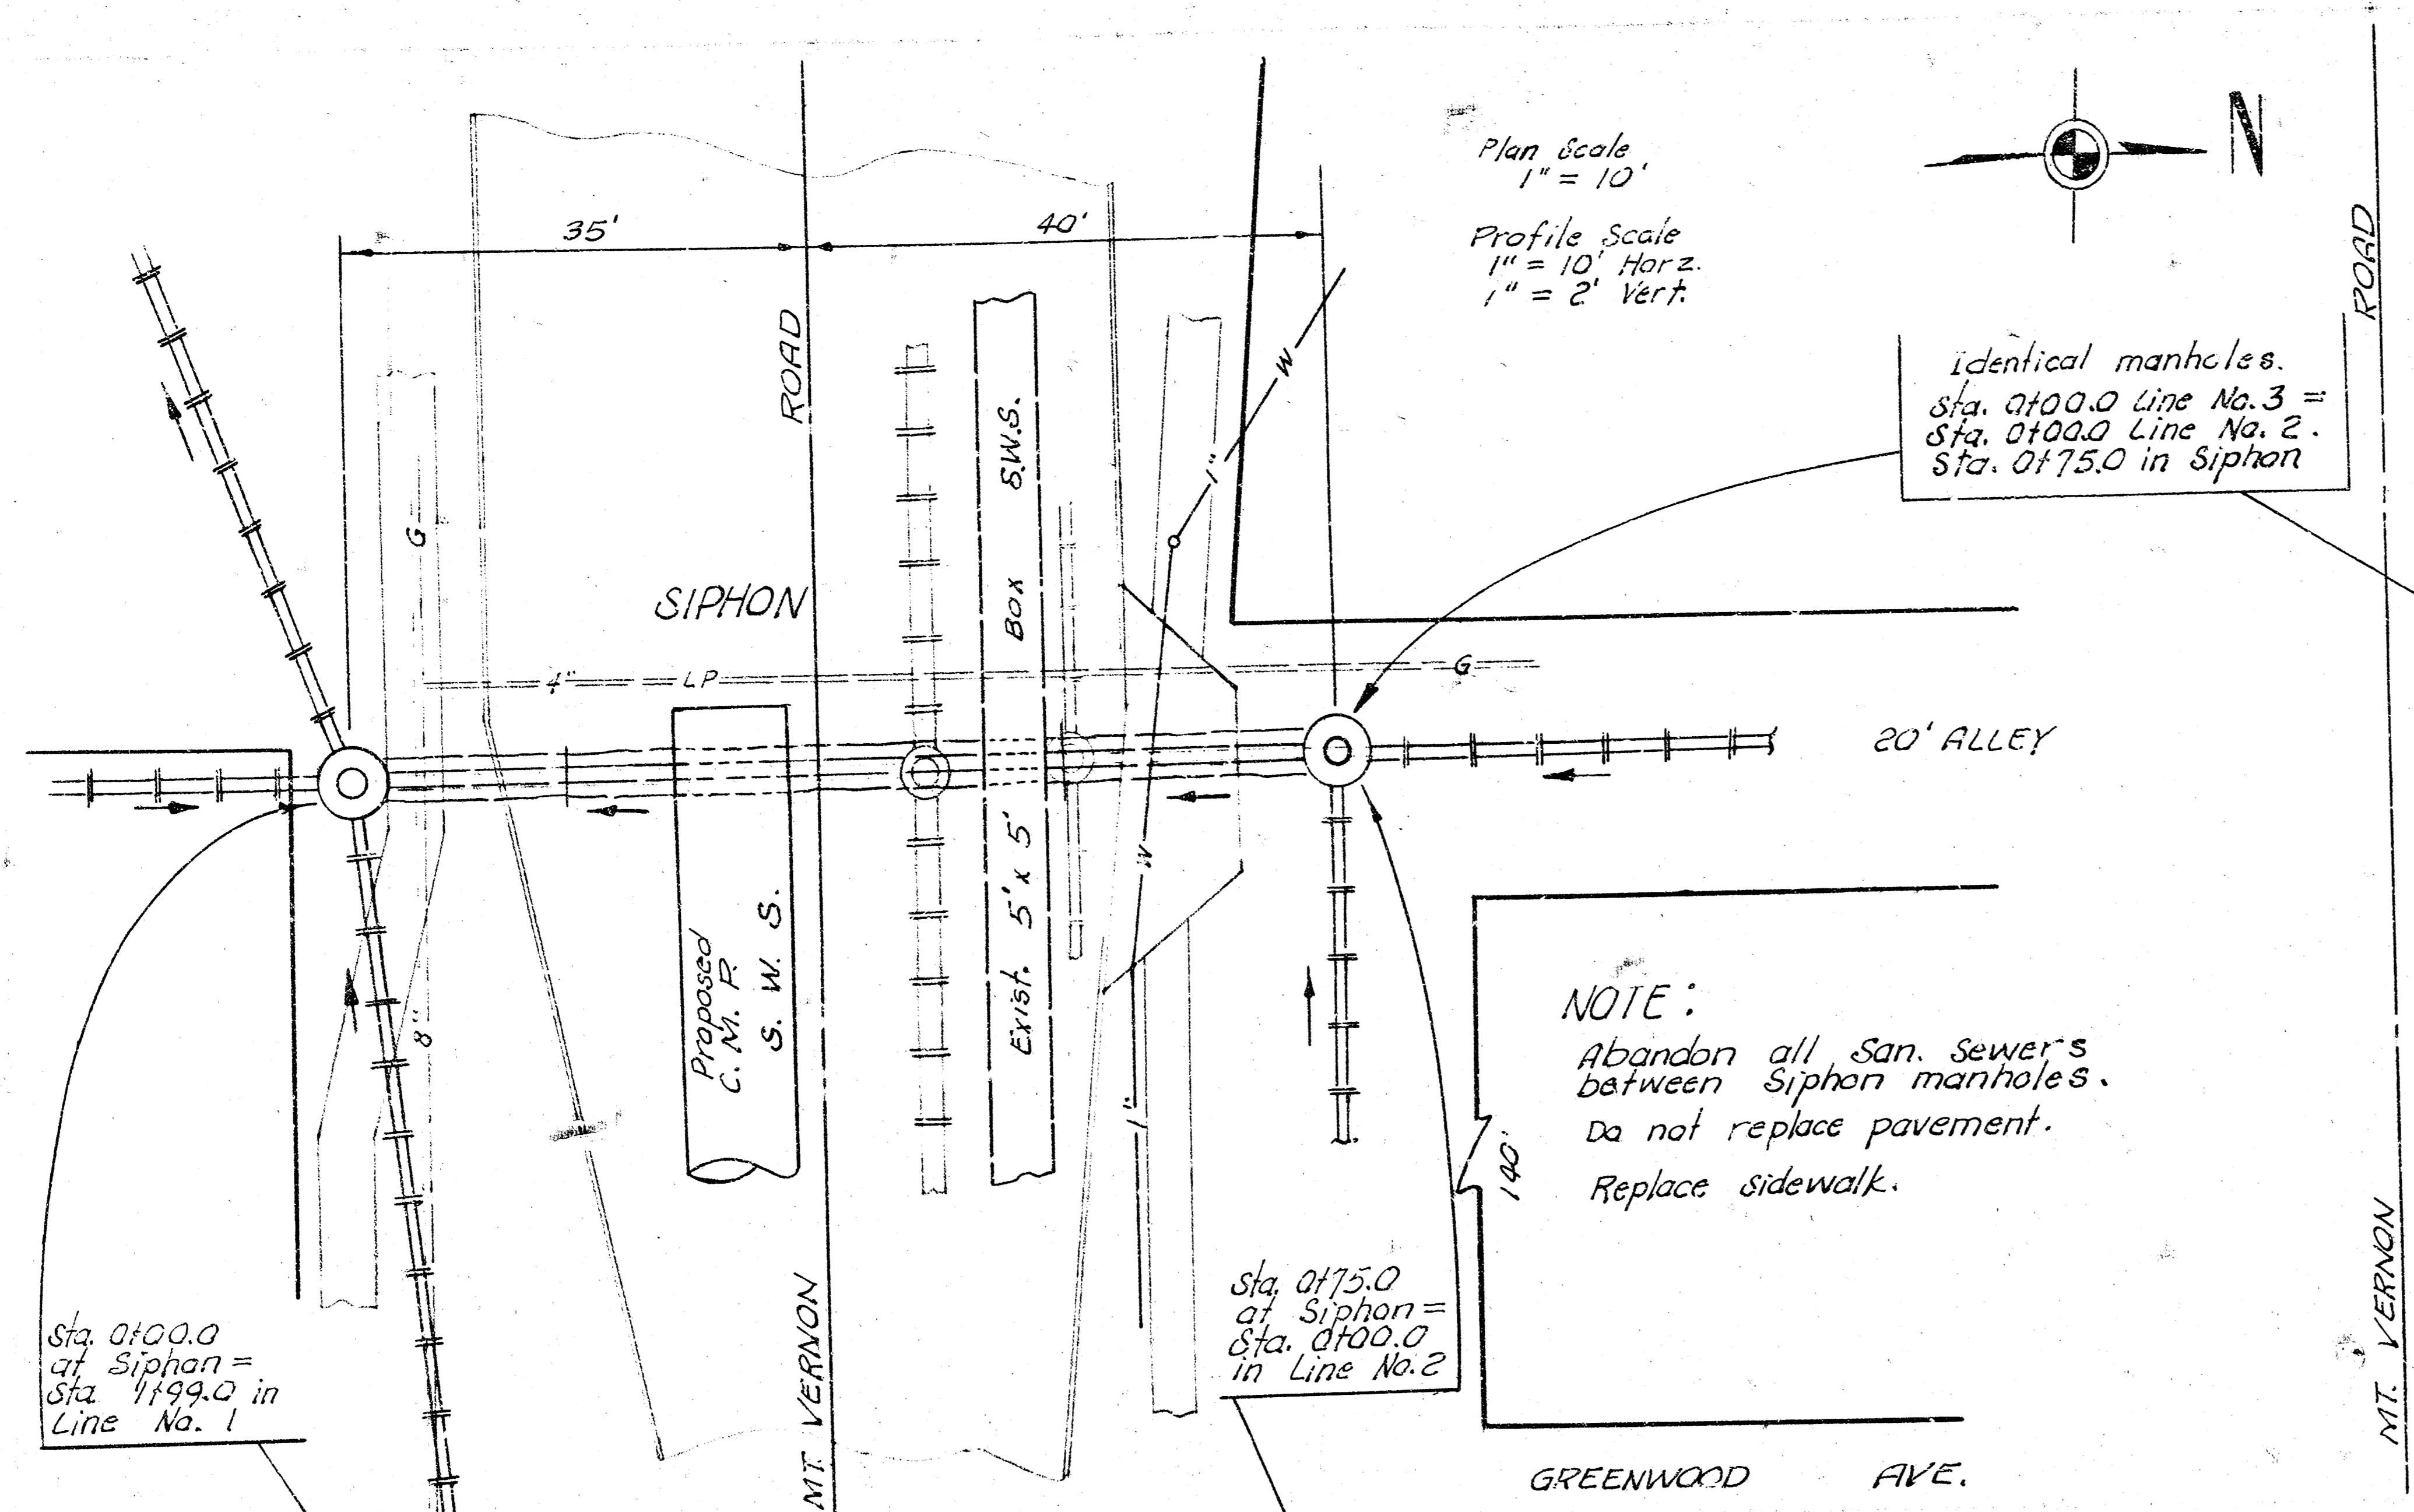 N
Plan Scale
1" = 10'
Profile Scale
1" = 10' Horz.
1" = 2' Vert.
35'
40'
ROAD
ROAD
Identical manholes.
Sta. 0+00.0 Line No. 3 =
Sta. 0+00.0 Line No. 2.
Sta. 0+75.0 in Siphon
W
1"
G
S.W.S.
Box
SIPHON
4"
LP
G
20' ALLEY
W
Exist. 5' x 5'
Proposed
C. M. P.
S. W. S.
8"
1"
140'
NOTE:
Abandon all San. Sewers
between Siphon manholes.
Do not replace pavement.
Replace sidewalk.
Sta. 0+00.0
at Siphon =
Sta 1+99.0 in
Line No. 1
MT. VERNON
Sta. 0+75.0
at Siphon =
Sta. 0+00.0
in Line No. 2
MT. VERNON
GREENWOOD AVE.